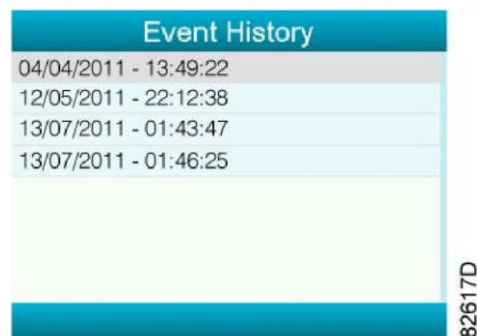 Event History
04/04/2011 - 13:49:22
12/05/2011 - 22:12:38
13/07/2011 - 01:43:47
13/07/2011 - 01:46:25
82617D